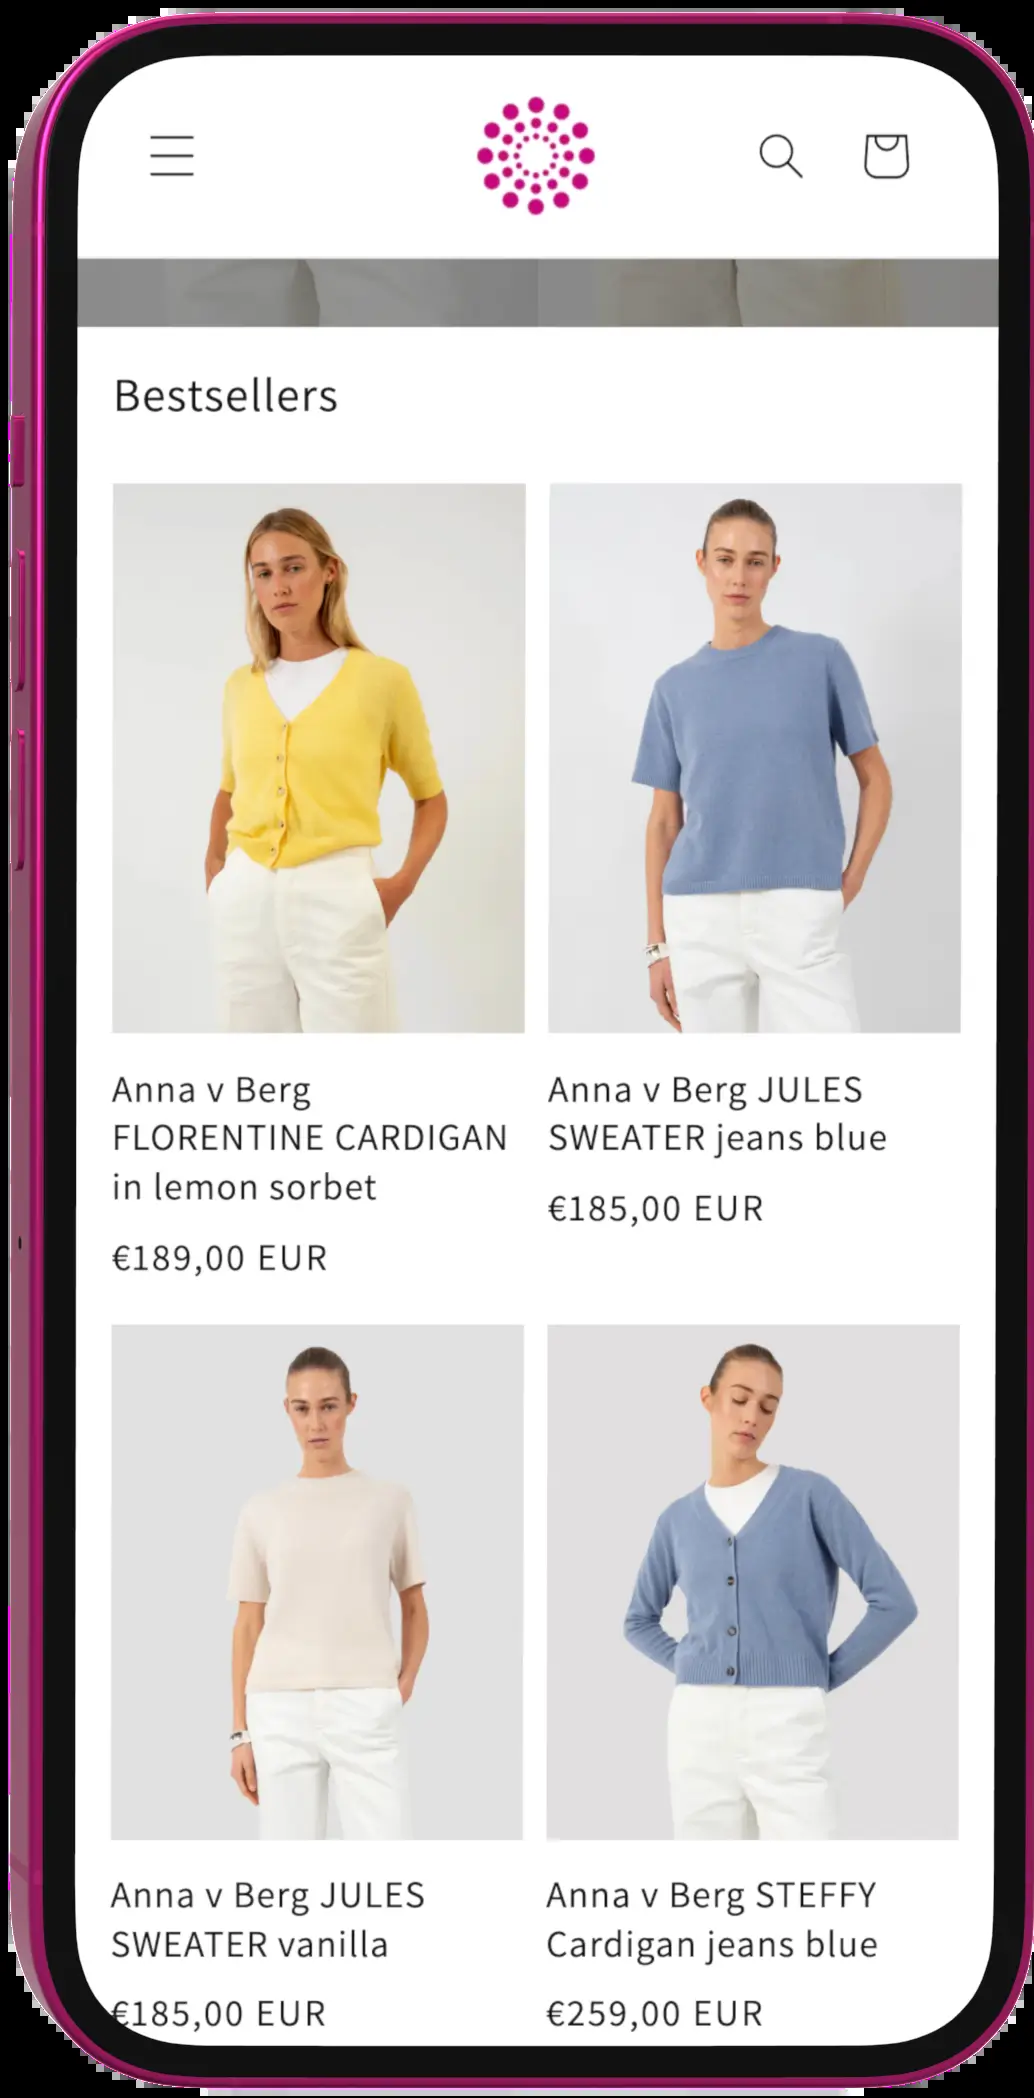 Bestsellers
Anna v Berg
FLORENTINE CARDIGAN
in lemon sorbet
€189,00 EUR
Anna v Berg JULES
SWEATER jeans blue
€185,00 EUR
Anna v Berg JULES
SWEATER vanilla
€185,00 EUR
Anna v Berg STEFFY
Cardigan jeans blue
€259,00 EUR